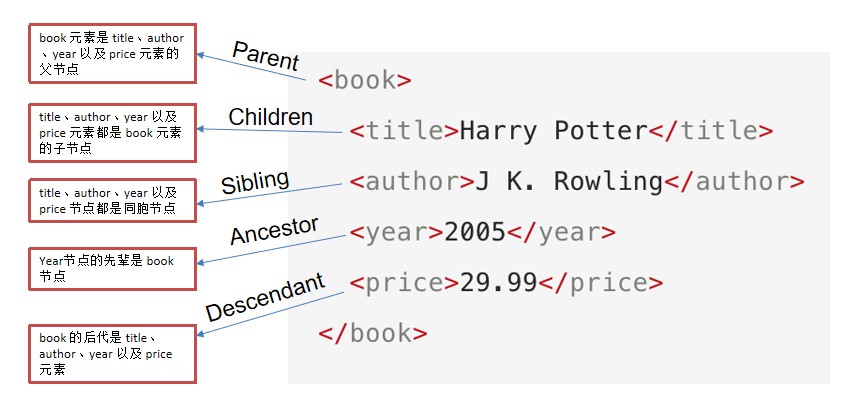 book 元素是 title、author
、year 以及 price 元素的
父节点
title、author、year 以及
price 元素都是 book 元素
的子节点
title、author、year 以及
price 节点都是同胞节点
Year节点的先辈是 book
节点
book 的后代是 title、
author、year 以及 price
元素
Parent
Children
Sibling
Ancestor
Descendant
<book>
<title>Harry Potter</title>
<author>J K. Rowling</author>
<year>2005</year>
<price>29.99</price>
</book>